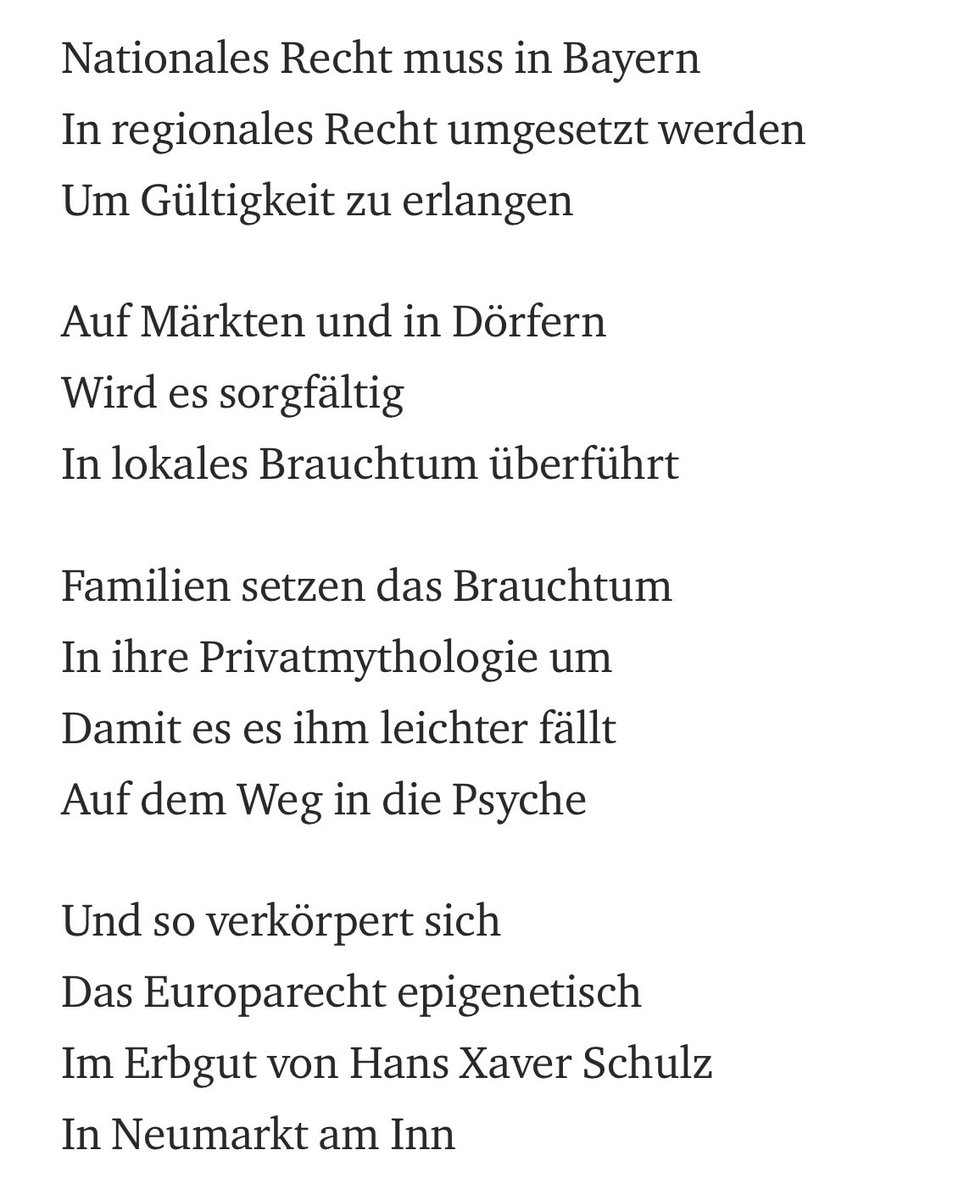 Nationales Recht muss in Bayern
In regionales Recht umgesetzt werden
Um Gültigkeit zu erlangen
Auf Märkten und in Dörfern
Wird es sorgfältig
In lokales Brauchtum überführt
Familien setzen das Brauchtum
In ihre Privatmythologie um
Damit es es ihm leichter fällt
Auf dem Weg in die Psyche
Und so verkörpert sich
Das Europarecht epigenetisch
Im Erbgut von Hans Xaver Schulz
In Neumarkt am Inn